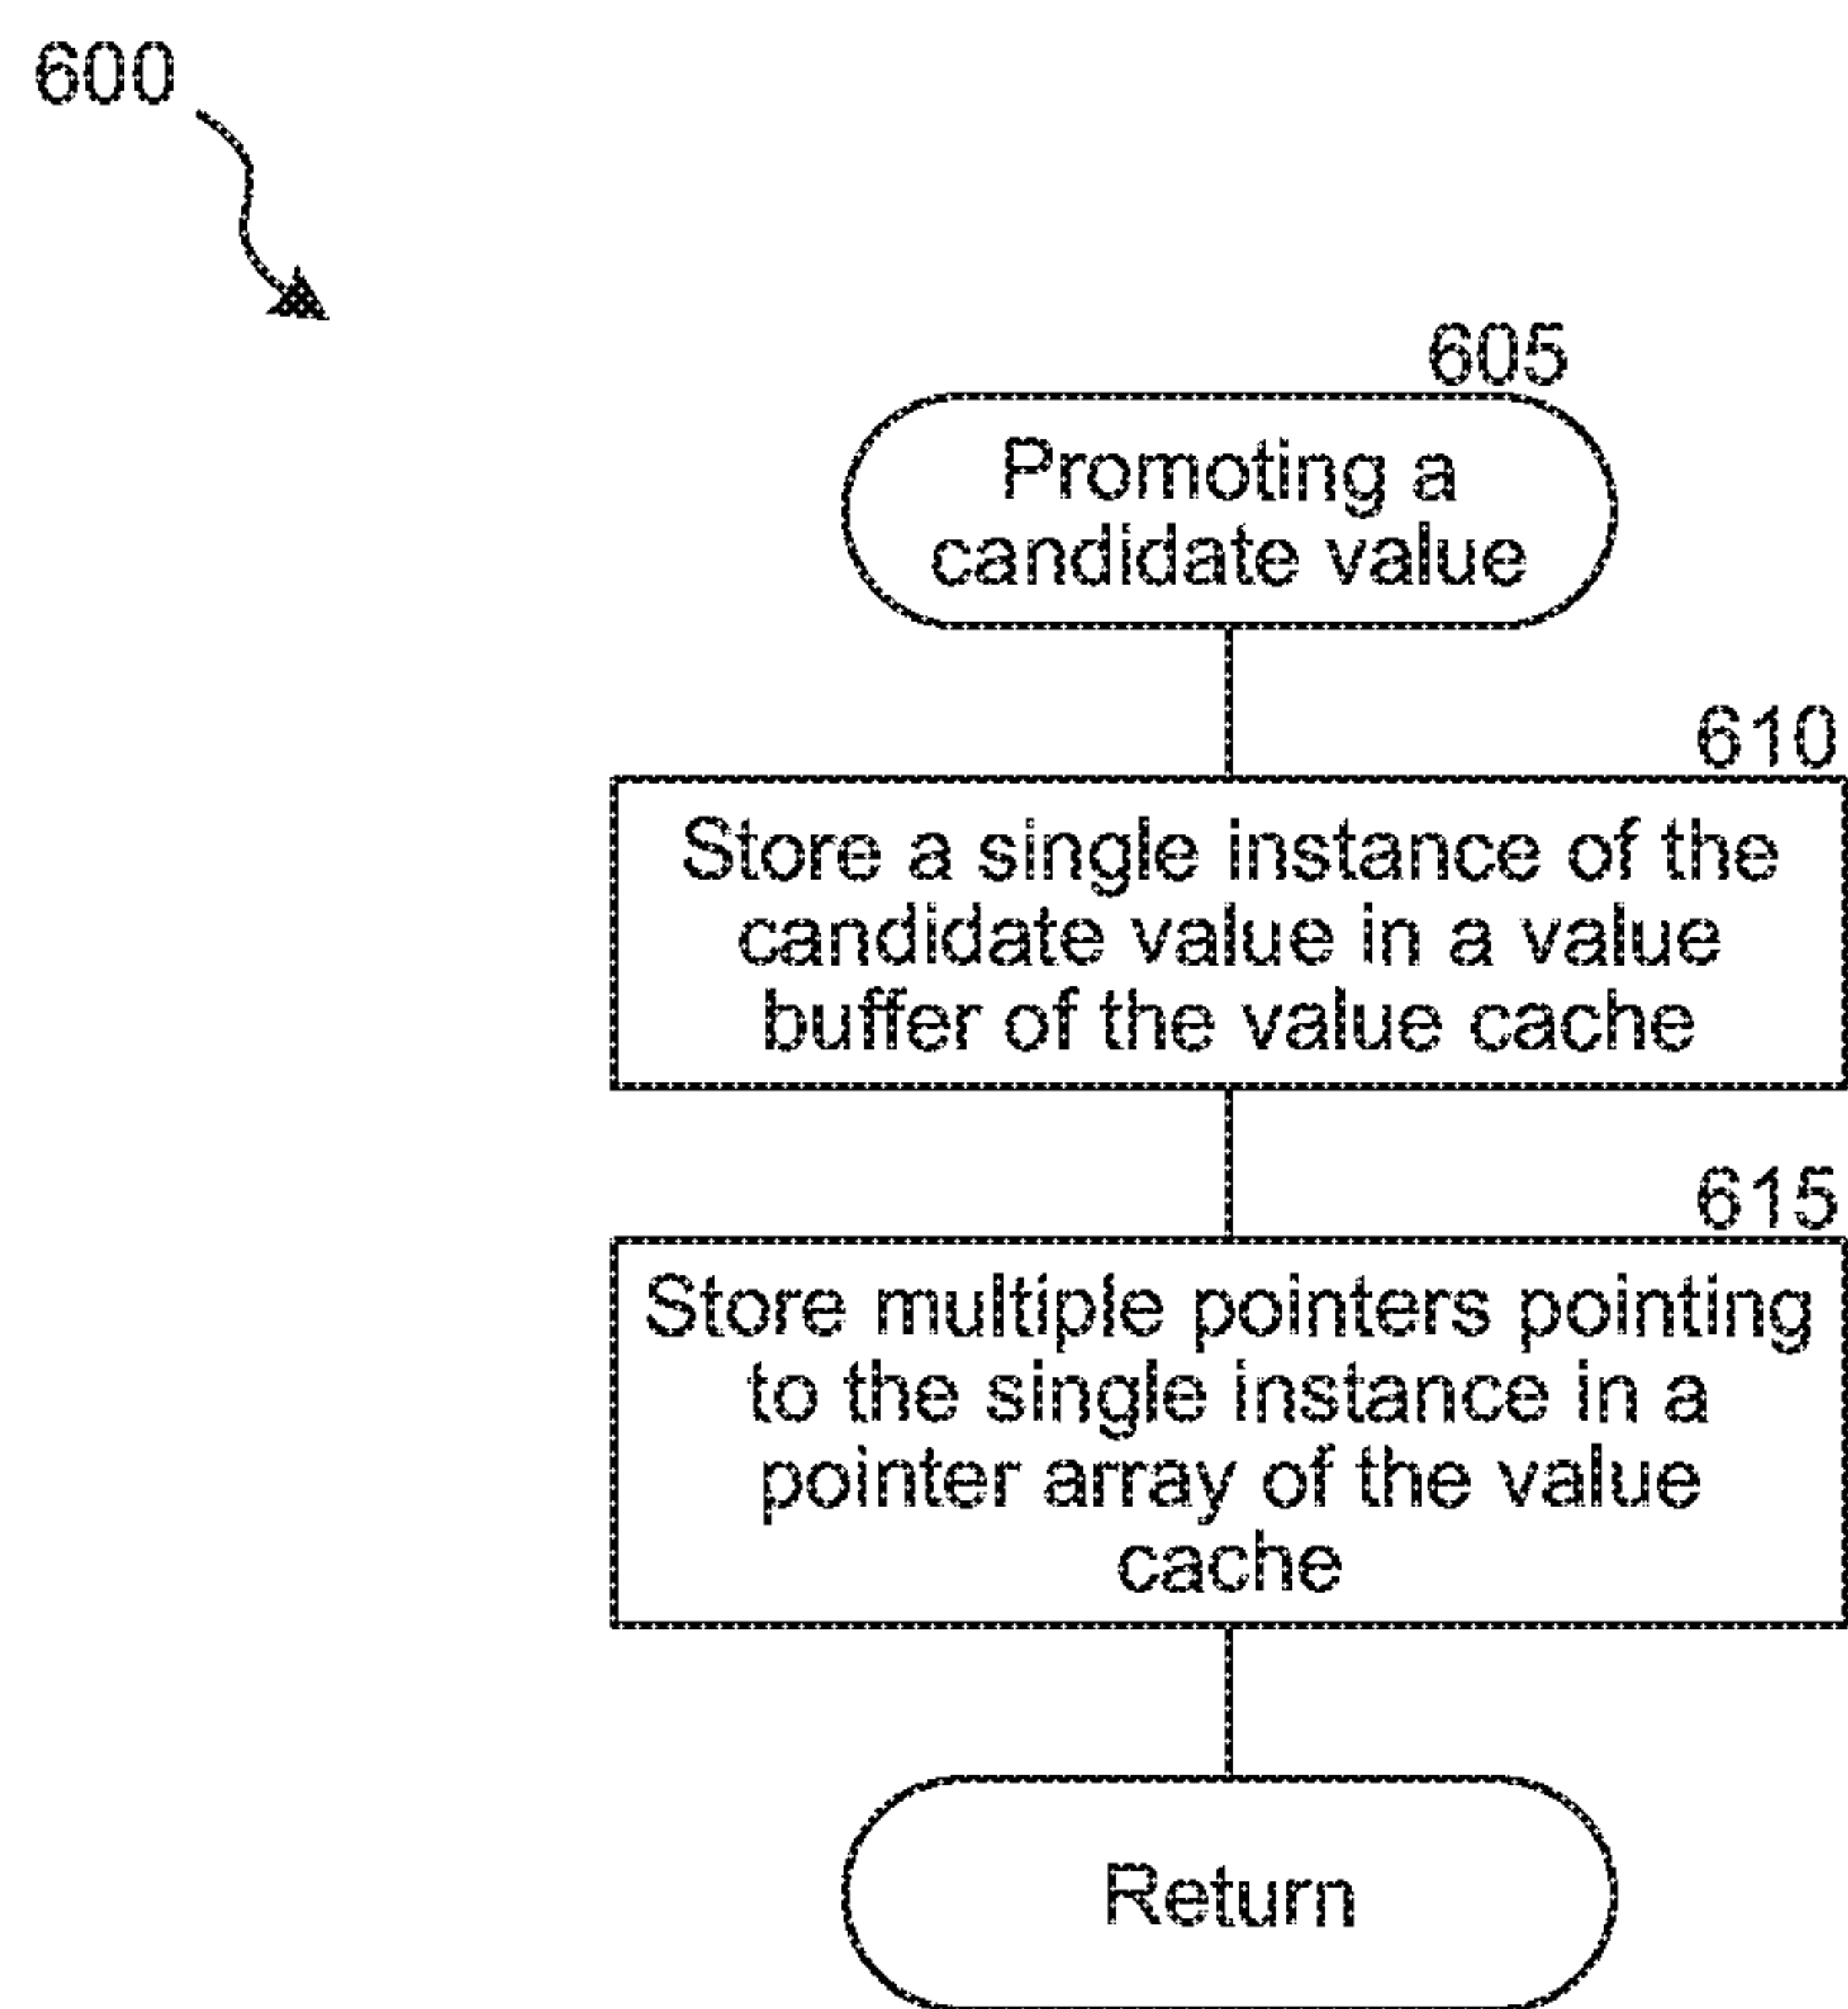 600
605
Promoting a
candidate value
610
Store a single instance of the
candidate value in a value
buffer of the value cache
615
Store multiple pointers pointing
to the single instance in a
pointer array of the value
cache
Return